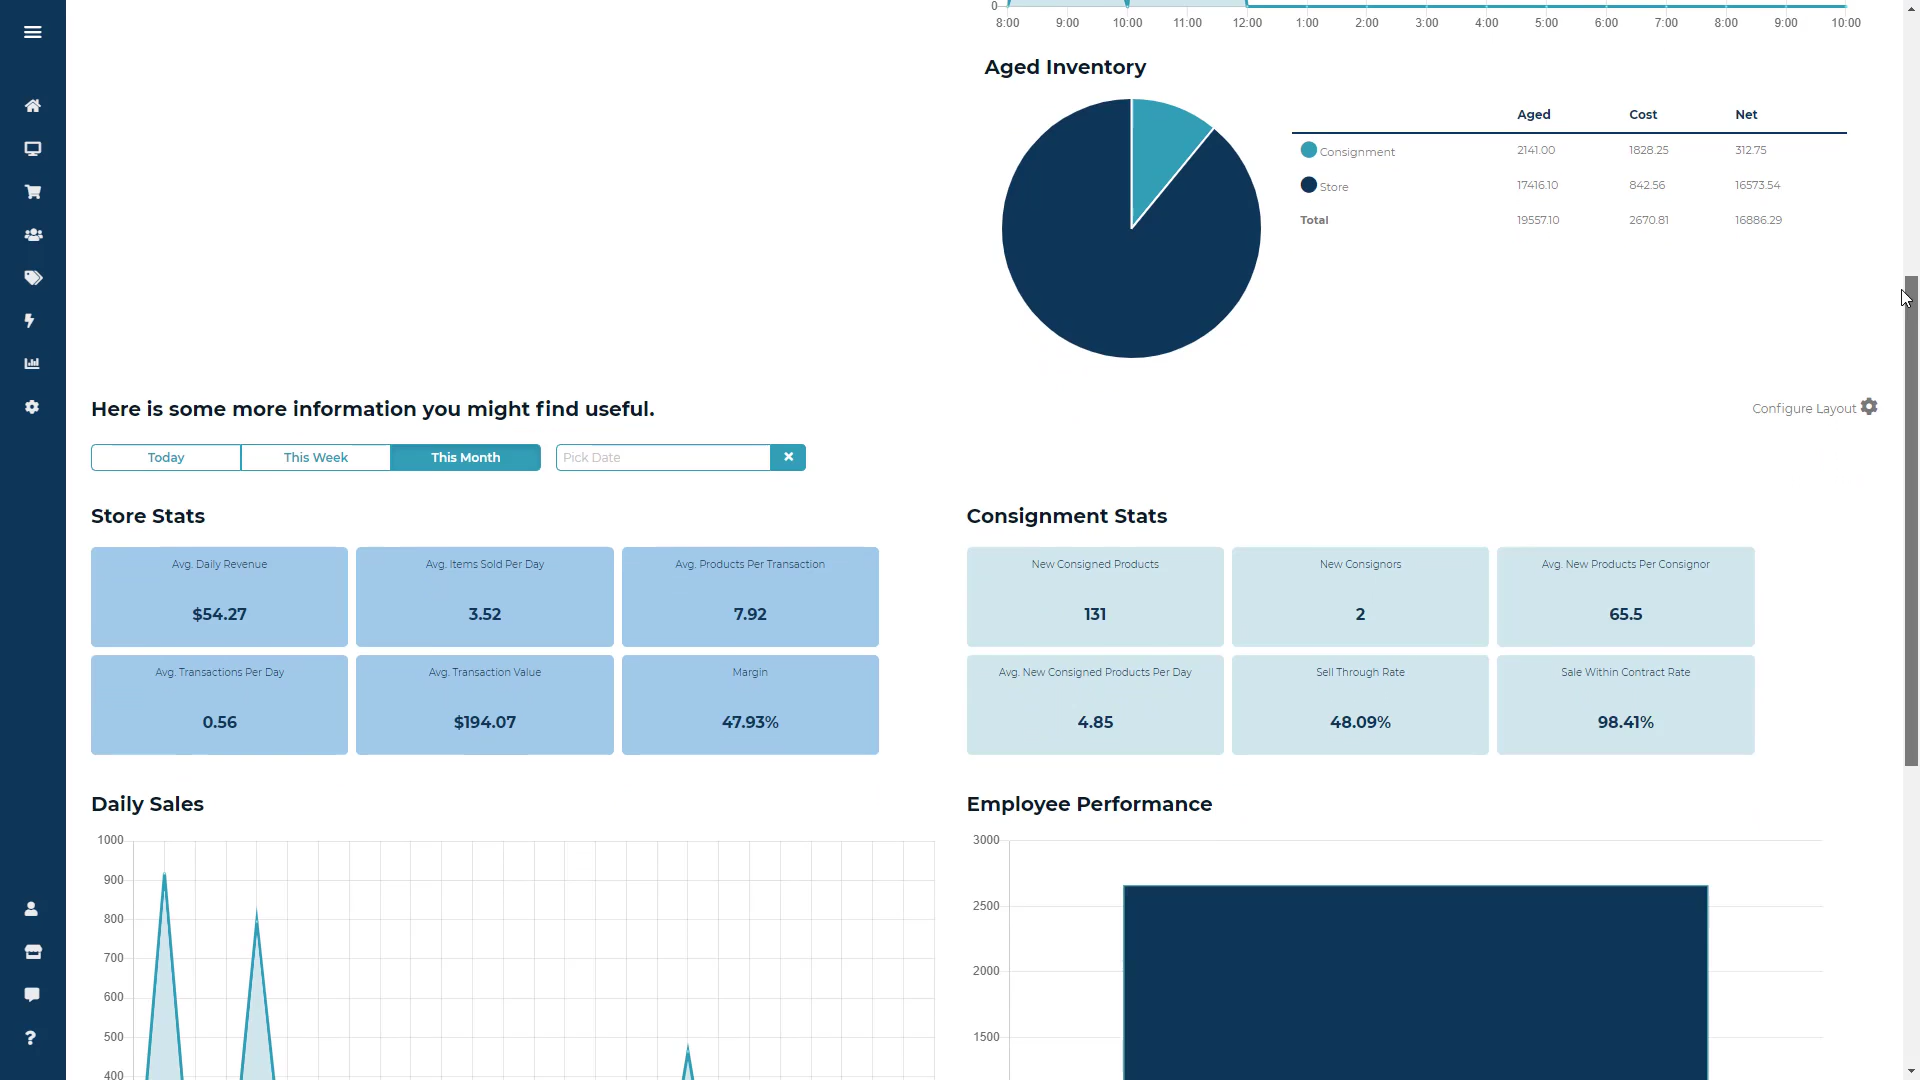 0
8:00 9:00 10:00 11:00 12:00 1:00 2:00 3:00 4:00 5:00 6:00 7:00 8:00 9:00 10:00
Aged Inventory
Aged Cost Net
Consignment 2141.00 1828.25 312.75
Store 17416.10 842.56 16573.54
Total 19557.10 2670.81 16886.29
Here is some more information you might find useful.
Configure Layout
Today This Week This Month Pick Date
Store Stats
Avg. Daily Revenue Avg. Items Sold Per Day Avg. Products Per Transaction
$54.27 3.52 7.92
Avg. Transactions Per Day Avg. Transaction Value Margin
0.56 $194.07 47.93%
Consignment Stats
New Consigned Products New Consignors Avg. New Products Per Consignor
131 2 65.5
Avg. New Consigned Products Per Day Sell Through Rate Sale Within Contract Rate
4.85 48.09% 98.41%
Daily Sales
1000
900
800
700
600
500
400
Employee Performance
3000
2500
2000
1500